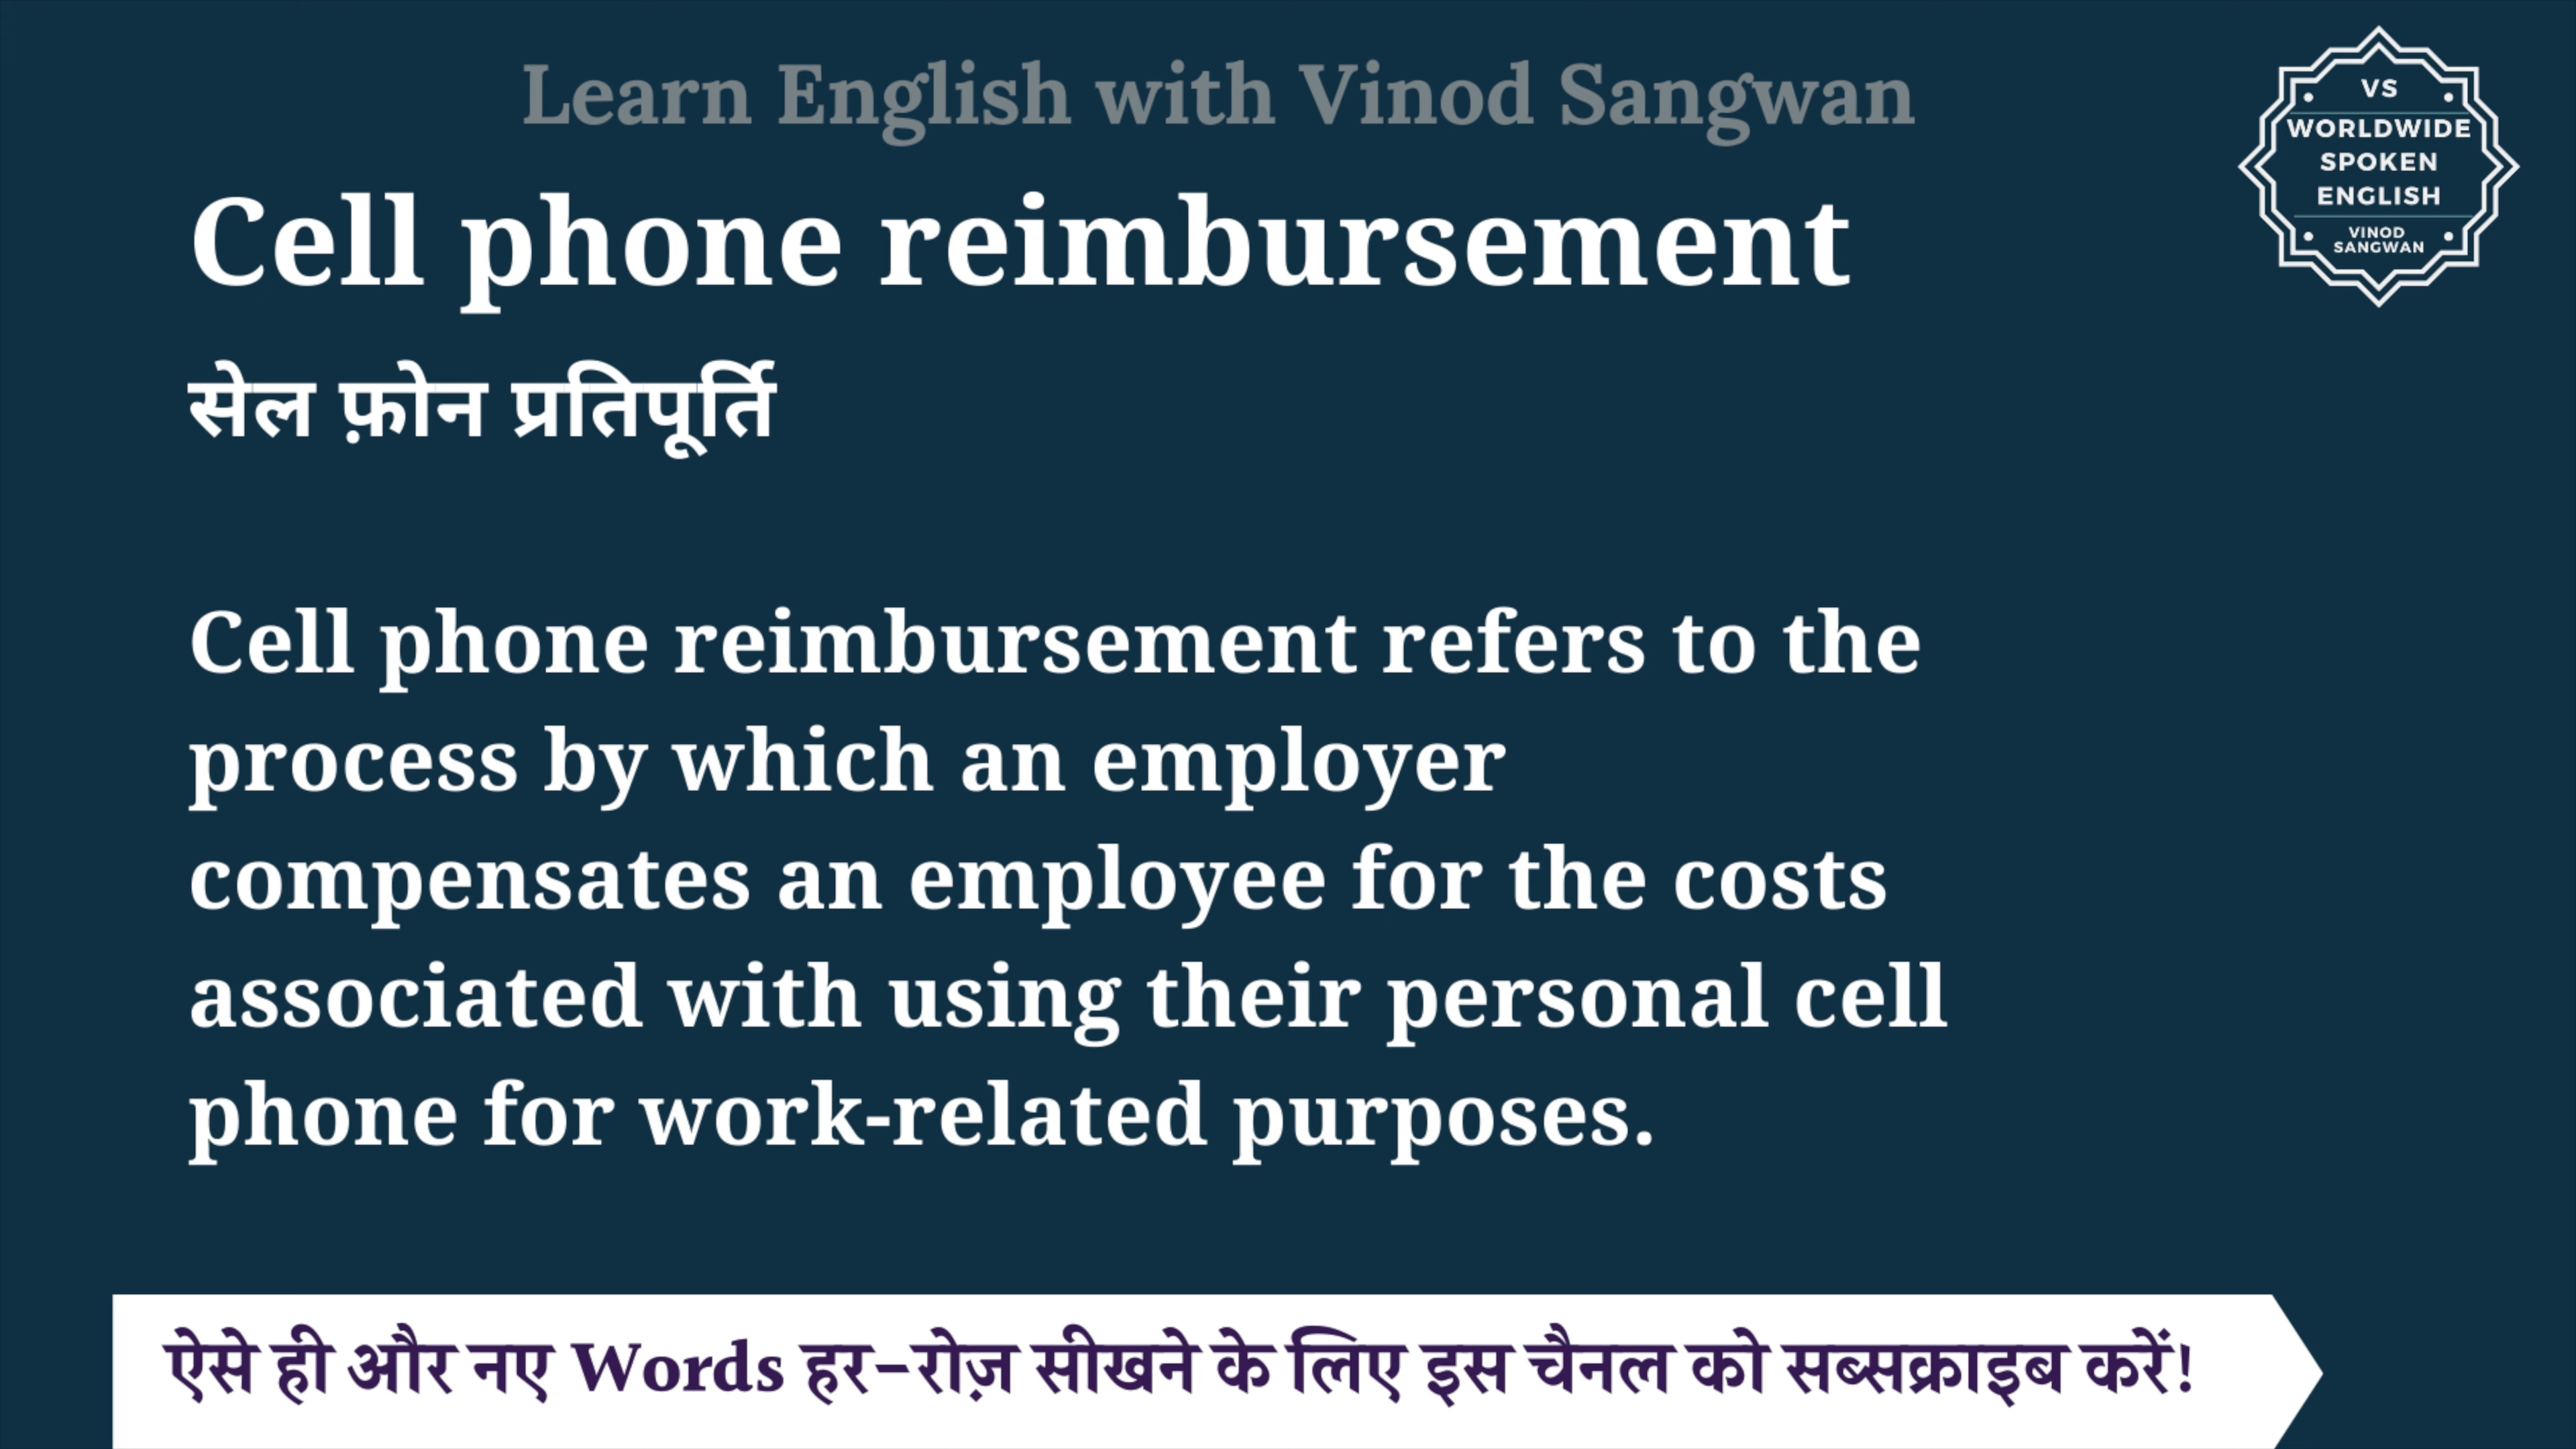 Learn English with Vinod Sangwan
VS
WORLDWIDE
SPOKEN
ENGLISH
VINOD
SANGWAN
Cell phone reimbursement
सेल फ़ोन प्रतिपूर्ति
Cell phone reimbursement refers to the
process by which an employer
compensates an employee for the costs
associated with using their personal cell
phone for work-related purposes.
ऐसे ही और नए Words हर-रोज़ सीखने के लिए इस चैनल को सब्सक्राइब करें!